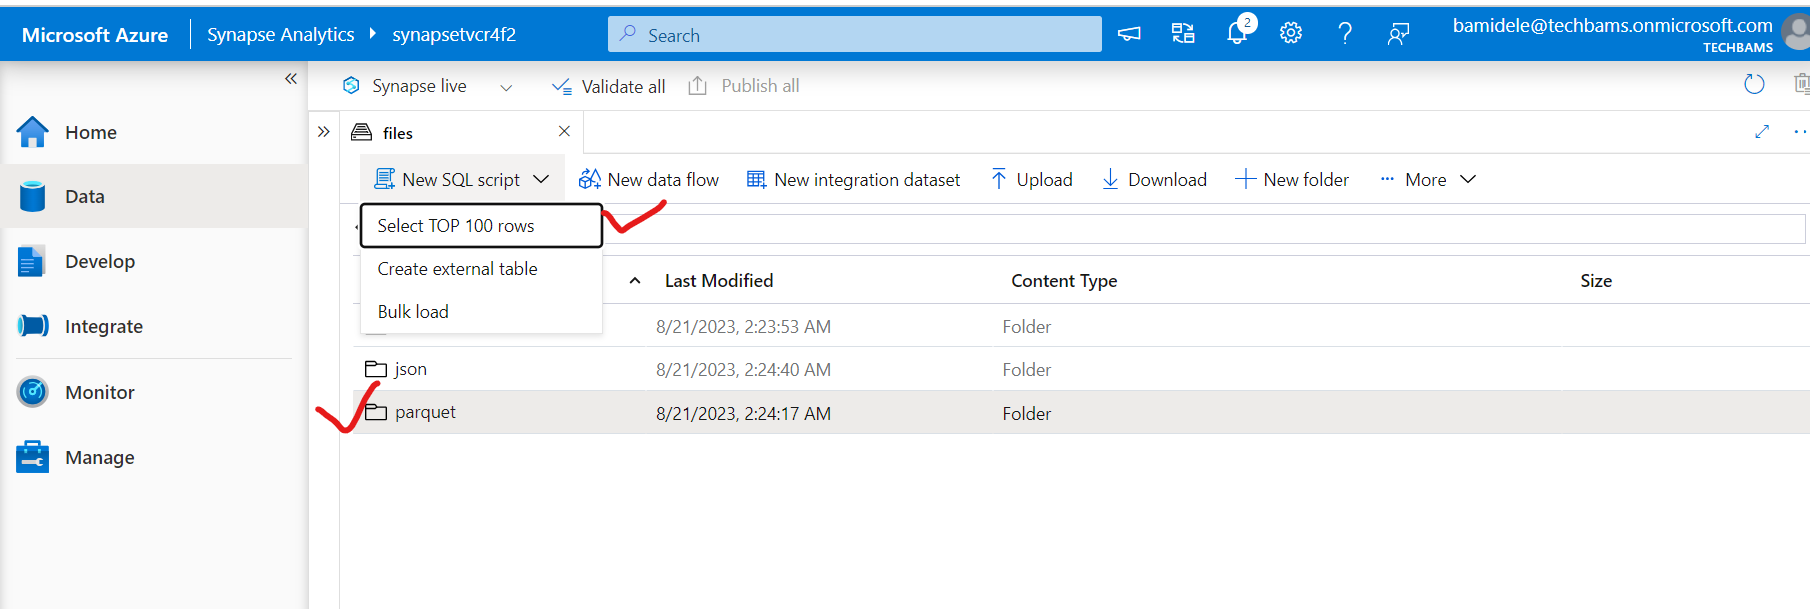 Microsoft Azure
Synapse Analytics
synapsetvcr4f2
Search
2
bamidele@techbams.onmicrosoft.com
TECHBAMS
Synapse live
Validate all
Publish all
Home
Data
Develop
Integrate
Monitor
Manage
files
New SQL script
New data flow
New integration dataset
Upload
Download
New folder
More
Select TOP 100 rows
Create external table
Bulk load
Last Modified
Content Type
Size
8/21/2023, 2:23:53 AM
Folder
json
8/21/2023, 2:24:40 AM
Folder
parquet
8/21/2023, 2:24:17 AM
Folder